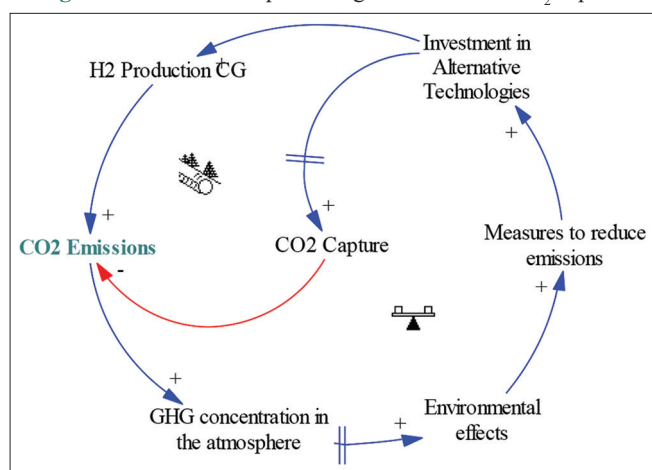 Investment in
Alternative
Technologies
+
H2 Production CG
+
+
+
CO2 Emissions
CO2 Capture
Measures to reduce
emissions
-
+
+
GHG concentration in
the atmosphere
+
Environmental
effects